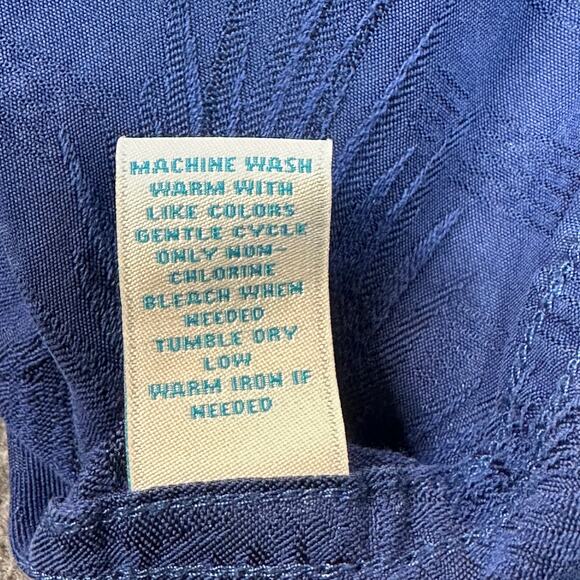 MACHINE WASH
WARM WITH
LIKE COLORS
GENTLE CYCLE
ONLY NON-
CHLORINE
BLEACH WHEN
NEEDED
TUMBLE DRY
LOW
WARM IRON IF
NEEDED